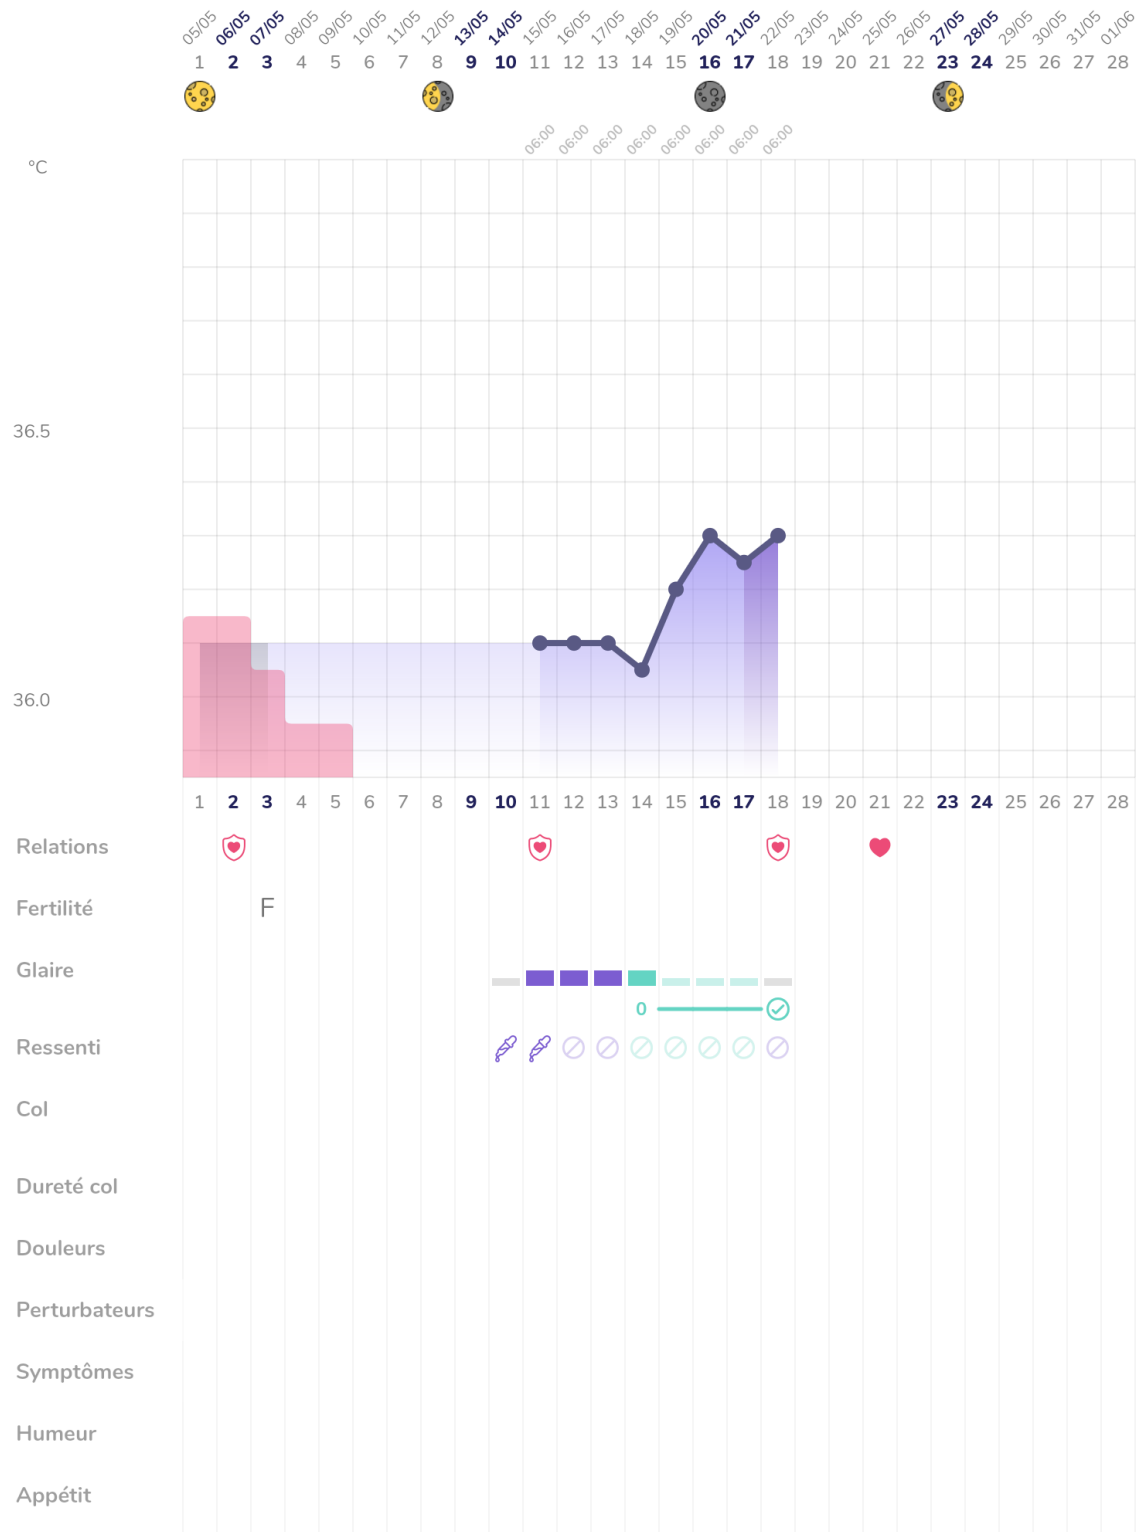 05/05 06/05 07/05 08/05 09/05 10/05 11/05 12/05 13/05 14/05 15/05 16/05 17/05 18/05 19/05 20/05 21/05 22/05 23/05 24/05 25/05 26/05 27/05 28/05 29/05 30/05 31/05 01/06
1 2 3 4 5 6 7 8 9 10 11 12 13 14 15 16 17 18 19 20 21 22 23 24 25 26 27 28
06:00 06:00 06:00 06:00 06:00 06:00 06:00 06:00
°C
36.5
36.0
1 2 3 4 5 6 7 8 9 10 11 12 13 14 15 16 17 18 19 20 21 22 23 24 25 26 27 28
Relations
Fertilité F
Glaire
0
Ressenti
Col
Dureté col
Douleurs
Perturbateurs
Symptômes
Humeur
Appétit